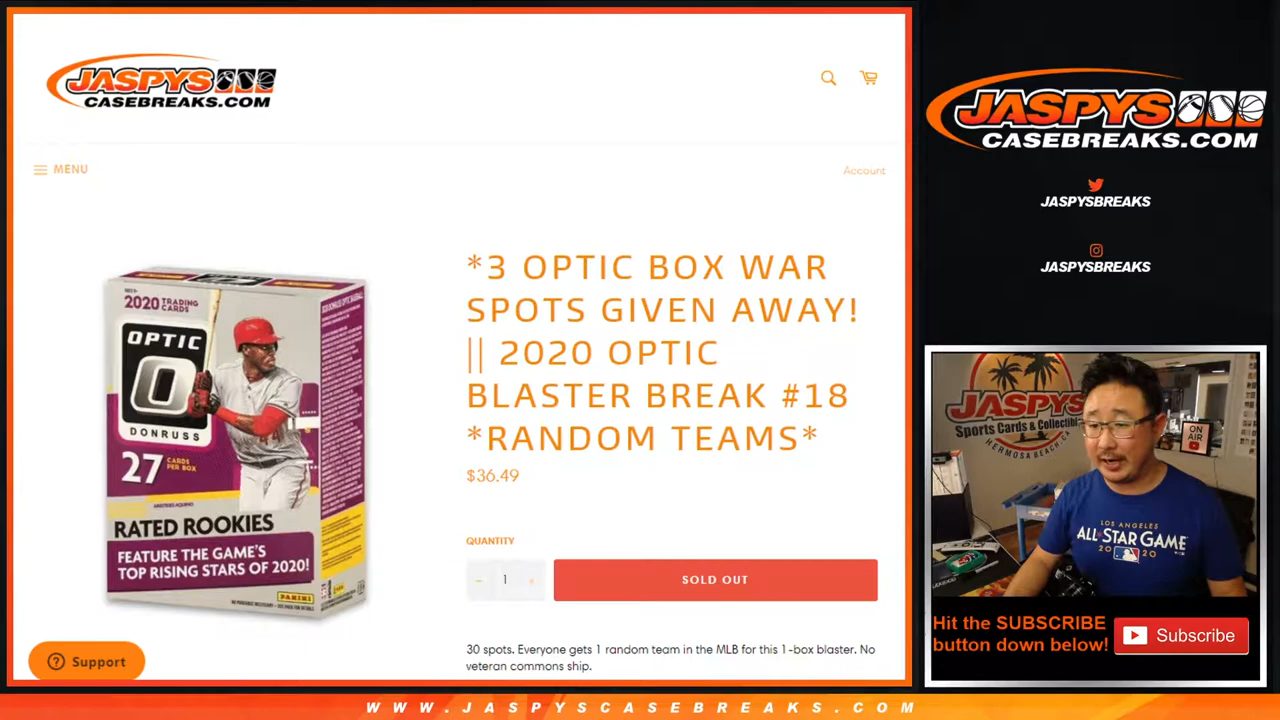 JASPYS
CASEBREAKS.COM
MENU
Account
2020 TRADING CARDS
OPTIC
DONRUSS
27 CARDS PER BOX
ARISTIDES AQUINO
RATED ROOKIES
FEATURE THE GAME'S
TOP RISING STARS OF 2020!
PANINI
*3 OPTIC BOX WAR
SPOTS GIVEN AWAY!
|| 2020 OPTIC
BLASTER BREAK #18
*RANDOM TEAMS*
$36.49
QUANTITY
− 1 +
SOLD OUT
30 spots. Everyone gets 1 random team in the MLB for this 1-box blaster. No
veteran commons ship.
Support
JASPYS
CASEBREAKS.COM
JASPYSBREAKS
JASPYSBREAKS
JASPYS
Sports Cards & Collectibl
HERMOSA BEACH, C
ON
AIR
LOS ANGELES
ALL-STAR GAME
2020
Hit the SUBSCRIBE
button down below!
Subscribe
WWW.JASPYSCASEBREAKS.COM